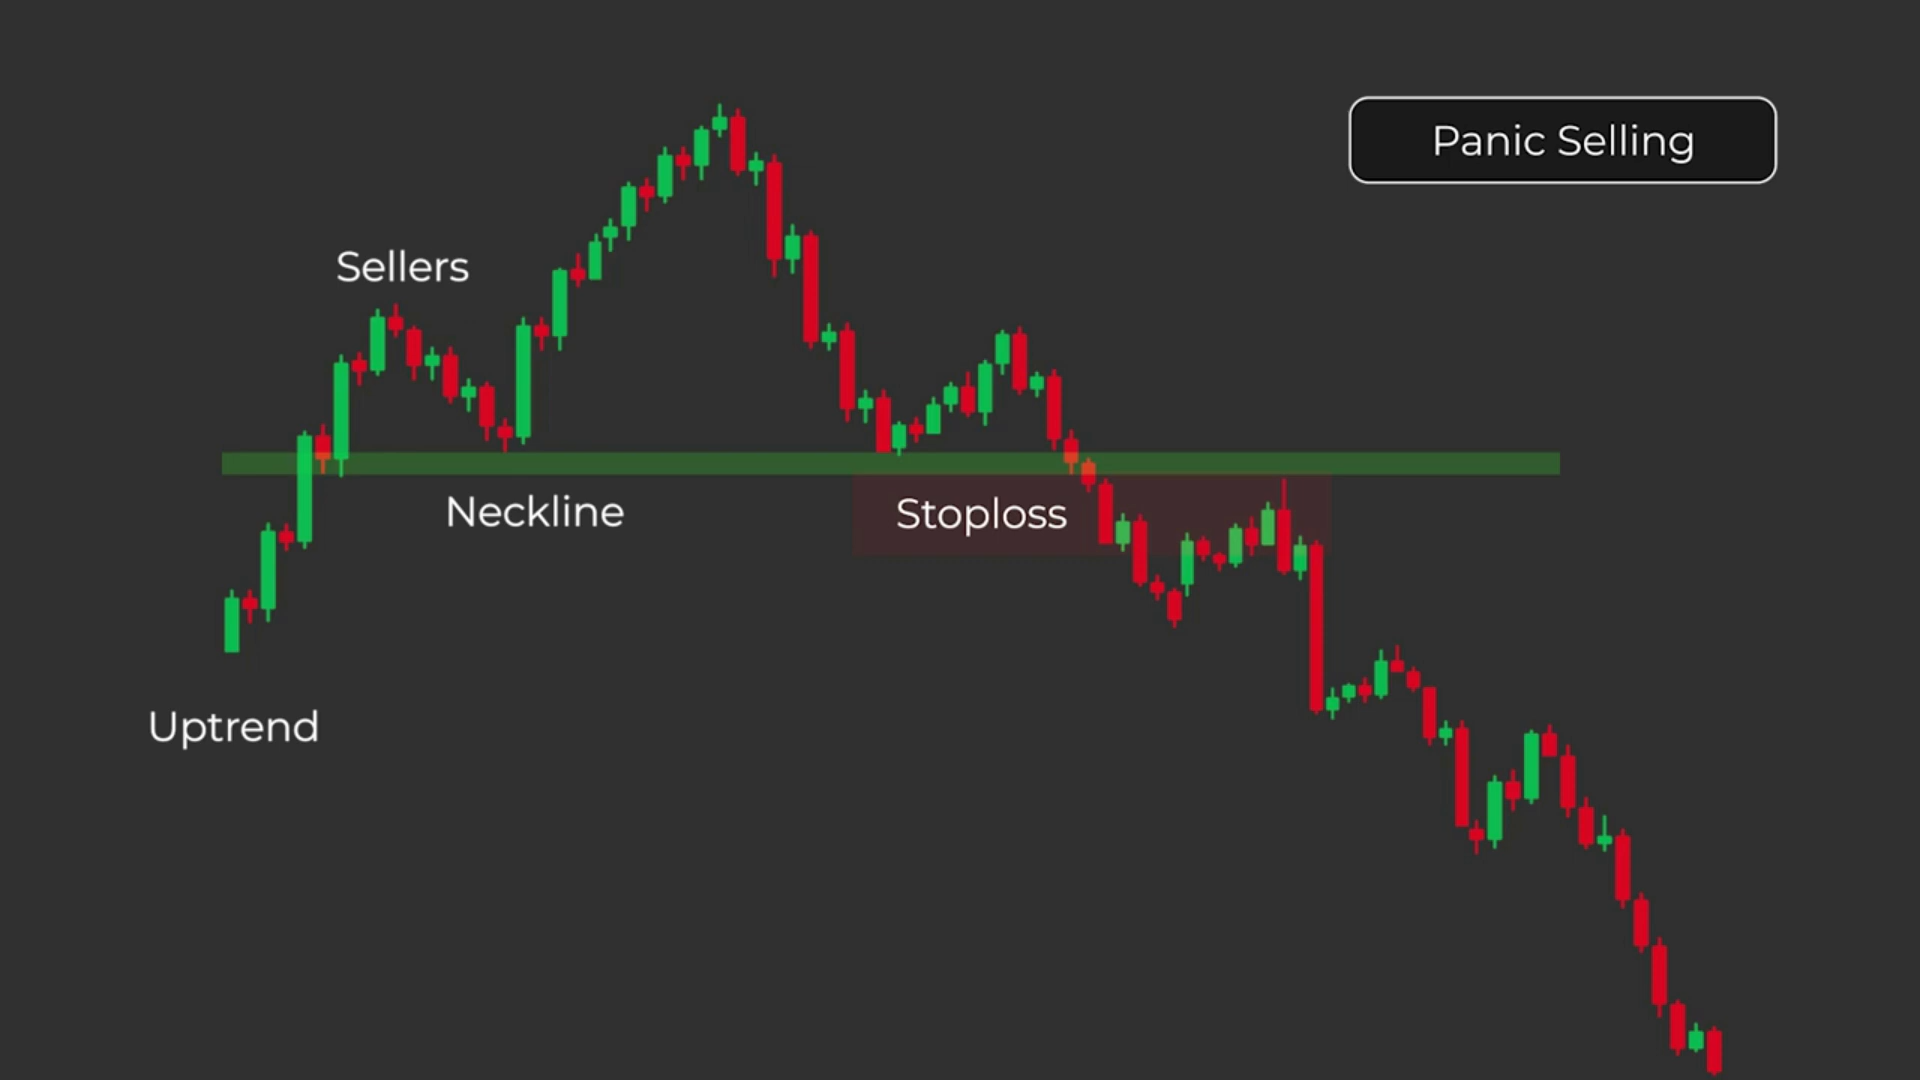 Panic Selling
Sellers
Neckline
Stoploss
Uptrend